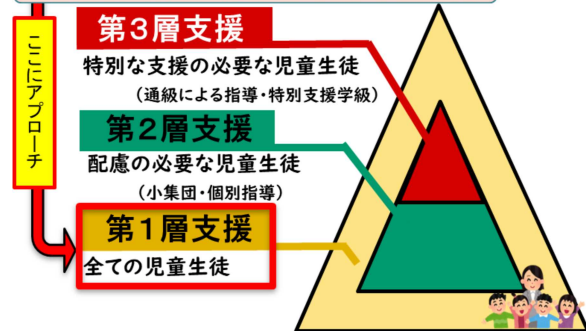 ここにアプローチ
第3層支援
特別な支援の必要な児童生徒
(通級による指導・特別支援学級)
第2層支援
配慮の必要な児童生徒
(小集団・個別指導)
第1層支援
全ての児童生徒